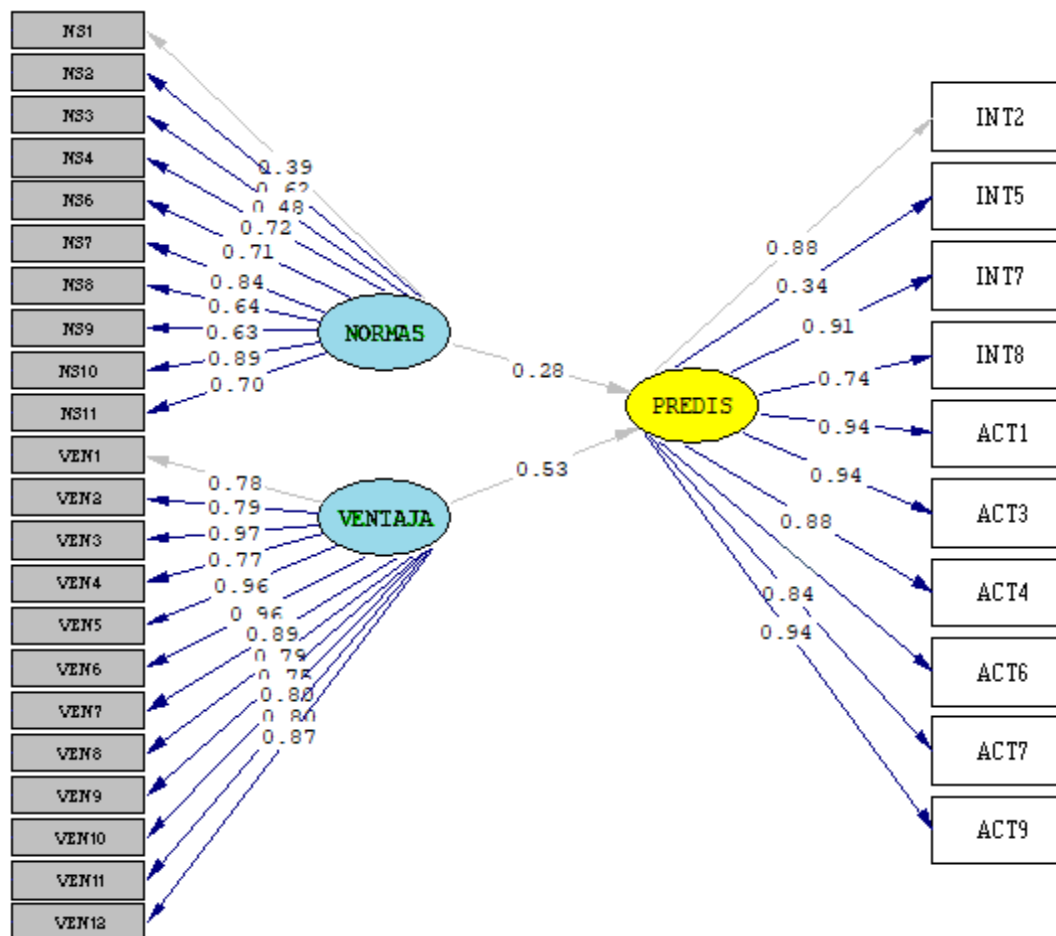 NS1
NS2
NS3
NS4
NS6
NS7
NS8
NS9
NS10
NS11
VEN1
VEN2
VEN3
VEN4
VEN5
VEN6
VEN7
VEN8
VEN9
VEN10
VEN11
VEN12
0.39
0.62
0.48
0.72
0.71
0.84
0.64
0.63
0.89
0.70
0.78
0.79
0.97
0.77
0.96
0.96
0.89
0.79
0.75
0.80
0.80
0.87
NORMAS
VENTAJA
0.28
0.53
PREDIS
0.88
0.34
0.91
0.74
0.94
0.94
0.88
0.84
0.94
INT2
INT5
INT7
INT8
ACT1
ACT3
ACT4
ACT6
ACT7
ACT9